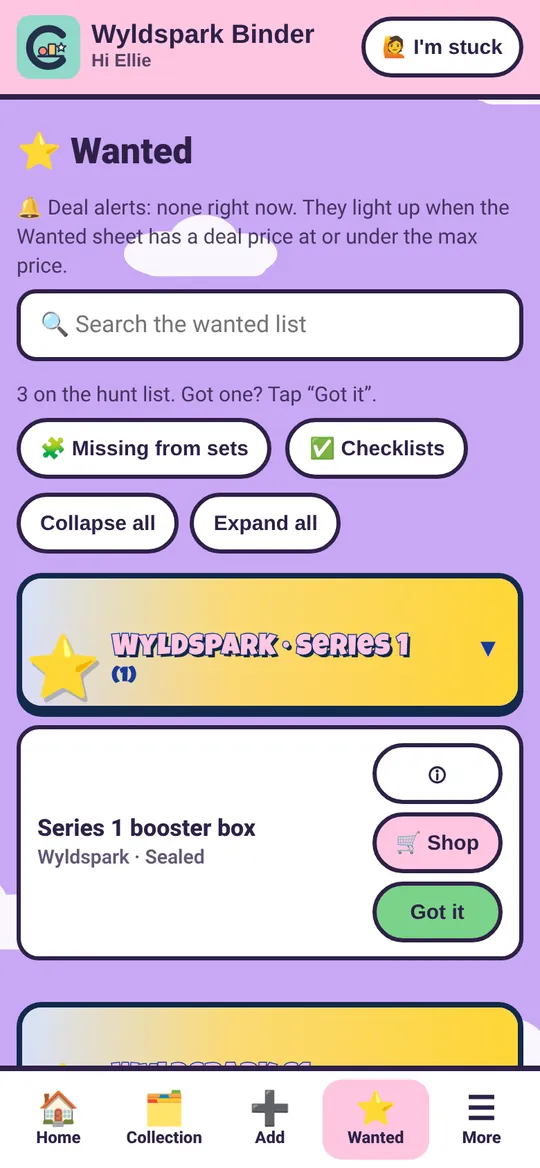 Wyldspark Binder
Hi Ellie
🙋 I'm stuck
⭐ Wanted
🔔 Deal alerts: none right now. They light up when the
Wanted sheet has a deal price at or under the max
price.
🔍 Search the wanted list
3 on the hunt list. Got one? Tap “Got it”.
🧩 Missing from sets
✅ Checklists
Collapse all
Expand all
WYLDSPARK · SERIES 1
(1)
▼
ⓘ
Series 1 booster box
Wyldspark · Sealed
🛒 Shop
Got it
Home
Collection
Add
Wanted
More